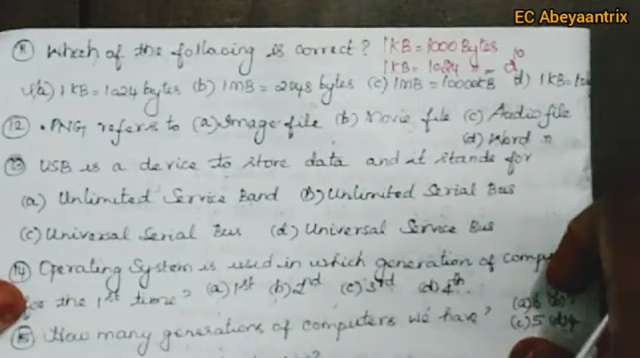 EC Abeyaantrix
⑪ Which of the following is correct? 1KB = 1000 Bytes
1KB = 1024
(a) 1KB = 1024 bytes (b) 1MB = 2048 bytes (c) 1MB = 10000KB d) 1KB =
⑫ .PNG refers to (a) Image file (b) Movie file (c) Audio file
(d) Word
⑬ USB is a device to store data and it stands for
(a) Unlimited Service Band (b) Unlimited Serial Bus
(c) Universal Serial Bus (d) Universal Service Bus
⑭ Operating System is used in which generation of
for the 1st time? (a) 1st (b) 2nd (c) 3rd (d) 4th
⑮ How many generations of computers we have? (a) 6
(c) 5